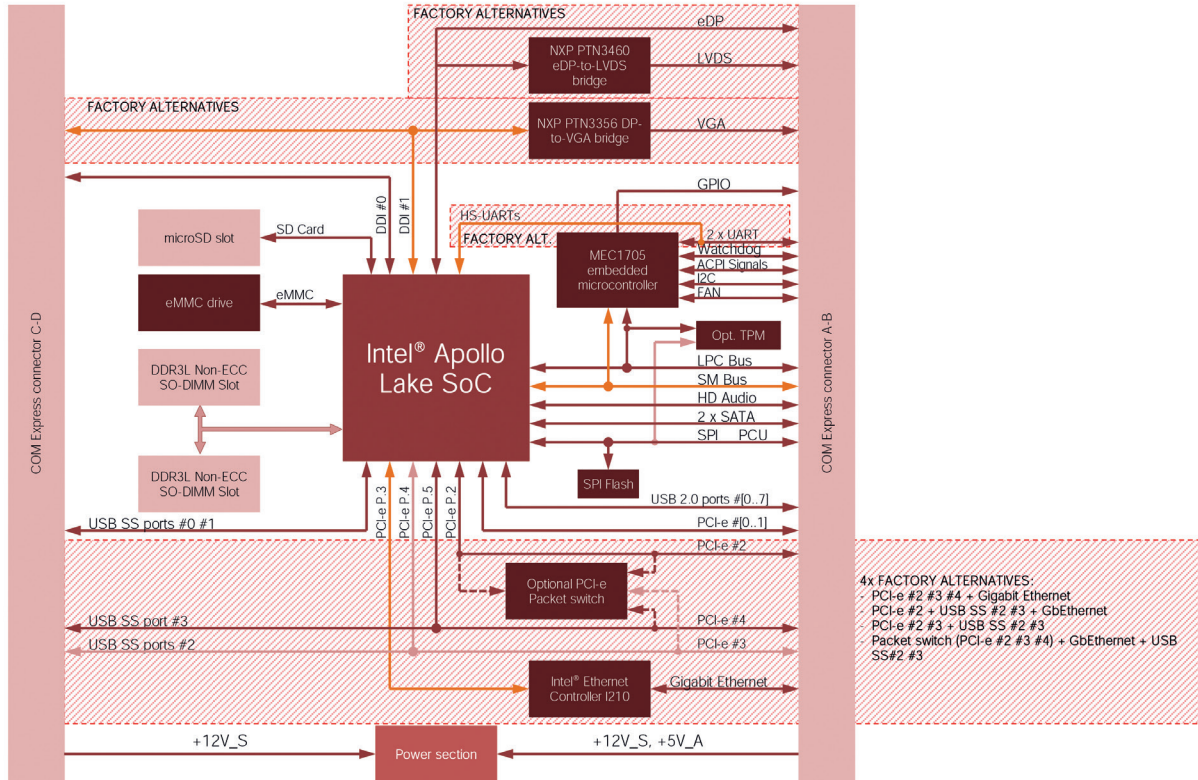 FACTORY ALTERNATIVES
eDP
NXP PTN3460
eDP-to-LVDS
bridge
LVDS
FACTORY ALTERNATIVES
NXP PTN3356 DP-
to-VGA bridge
VGA
GPIO
DDI #0
DDI #1
HS-UARTs
FACTORY ALT.
microSD slot
SD Card
MEC1705
embedded
microcontroller
2 x UART
Watchdog
ACPI Signals
I2C
FAN
eMMC drive
eMMC
COM Express connector C-D
COM Express connector A-B
Intel® Apollo
Lake SoC
Opt. TPM
DDR3L Non-ECC
SO-DIMM Slot
LPC Bus
SM Bus
HD Audio
2 x SATA
SPI PCU
DDR3L Non-ECC
SO-DIMM Slot
SPI Flash
PCI-e P.3
PCI-e P.4
PCI-e P.5
PCI-e P.2
USB 2.0 ports #[0..7]
USB SS ports #0 #1
PCI-e #[0..1]
PCI-e #2
Optional PCI-e
Packet switch
USB SS port #3
PCI-e #4
USB SS ports #2
PCI-e #3
Intel® Ethernet
Controller I210
Gigabit Ethernet
4x FACTORY ALTERNATIVES:
- PCI-e #2 #3 #4 + Gigabit Ethernet
- PCI-e #2 + USB SS #2 #3 + GbEthernet
- PCI-e #2 #3 + USB SS #2 #3
- Packet switch (PCI-e #2 #3 #4) + GbEthernet + USB
SS#2 #3
+12V_S
Power section
+12V_S, +5V_A